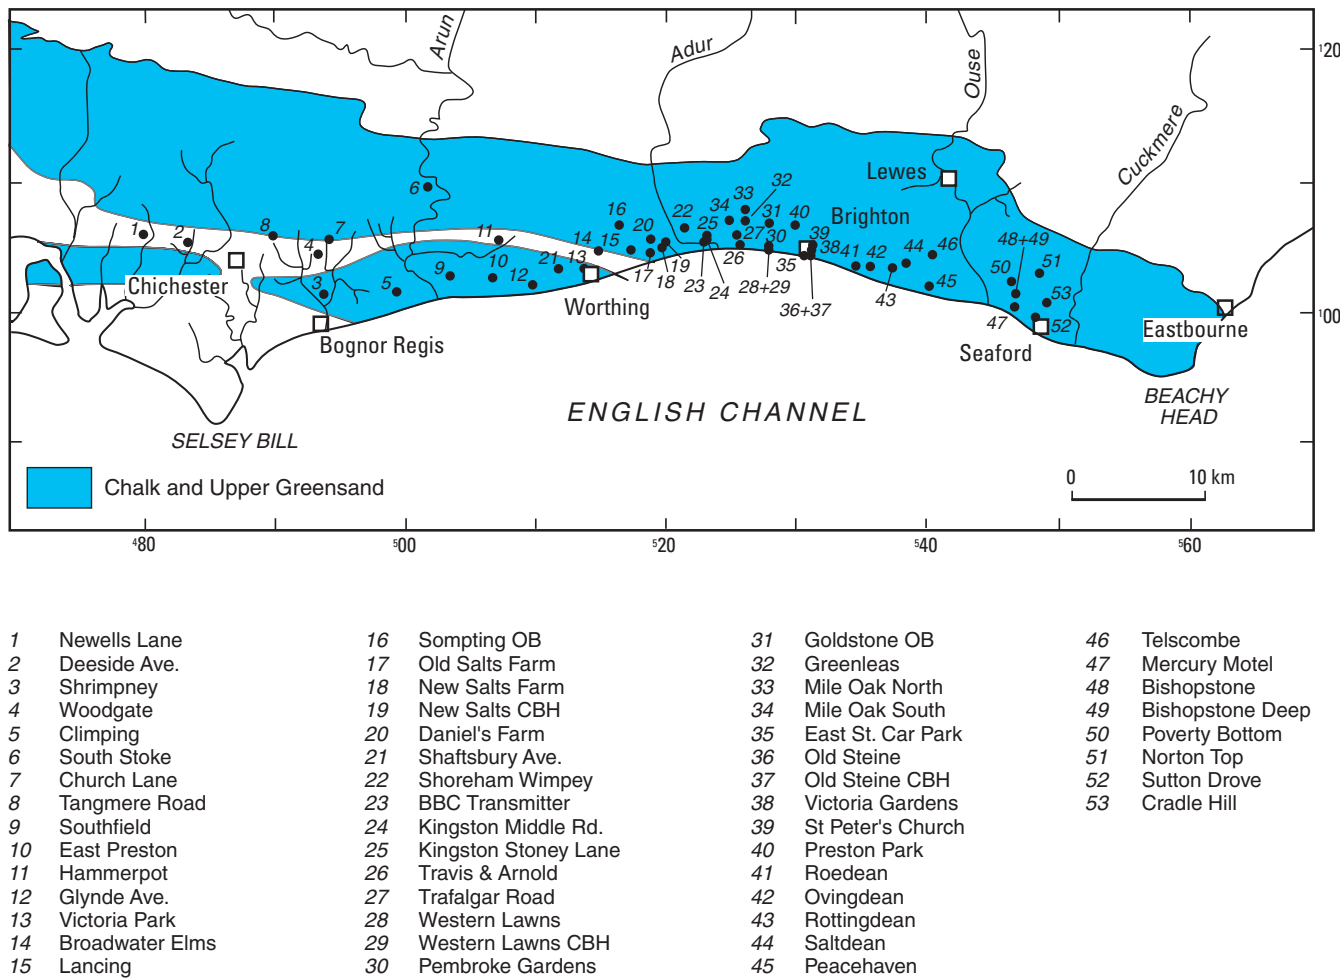 Arun
Adur
Ouse
Cuckmere
¹20
¹00
Lewes
Brighton
Chichester
Worthing
Bognor Regis
Seaford
Eastbourne
BEACHY
HEAD
SELSEY BILL
ENGLISH CHANNEL
1
2
3
4
5
6
7
8
9
10
11
12
13
14
15
16
17
18
19
20
21
22
23
24
25
26
27
28+29
30
31
32
33
34
35
36+37
38
39
40
41
42
43
44
45
46
47
48+49
50
51
52
53
Chalk and Upper Greensand
0 10 km
⁴80 ⁵00 ⁵20 ⁵40 ⁵60
1 Newells Lane
2 Deeside Ave.
3 Shrimpney
4 Woodgate
5 Climping
6 South Stoke
7 Church Lane
8 Tangmere Road
9 Southfield
10 East Preston
11 Hammerpot
12 Glynde Ave.
13 Victoria Park
14 Broadwater Elms
15 Lancing
16 Sompting OB
17 Old Salts Farm
18 New Salts Farm
19 New Salts CBH
20 Daniel's Farm
21 Shaftsbury Ave.
22 Shoreham Wimpey
23 BBC Transmitter
24 Kingston Middle Rd.
25 Kingston Stoney Lane
26 Travis & Arnold
27 Trafalgar Road
28 Western Lawns
29 Western Lawns CBH
30 Pembroke Gardens
31 Goldstone OB
32 Greenleas
33 Mile Oak North
34 Mile Oak South
35 East St. Car Park
36 Old Steine
37 Old Steine CBH
38 Victoria Gardens
39 St Peter's Church
40 Preston Park
41 Roedean
42 Ovingdean
43 Rottingdean
44 Saltdean
45 Peacehaven
46 Telscombe
47 Mercury Motel
48 Bishopstone
49 Bishopstone Deep
50 Poverty Bottom
51 Norton Top
52 Sutton Drove
53 Cradle Hill